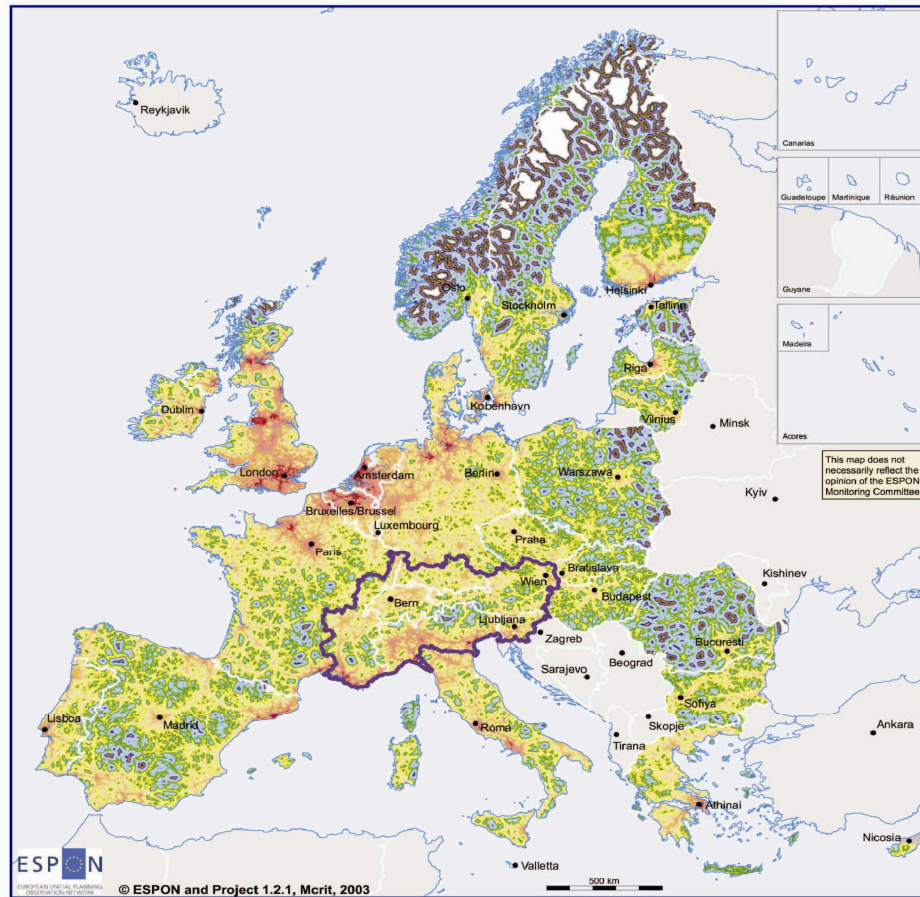 Reykjavik
Canarias
Guadeloupe
Martinique
Réunion
Guyane
Madeira
Acores
This map does not
necessarily reflect the
opinion of the ESPON
Monitoring Committee
Oslo
Stockholm
Helsinki
Tallinn
Riga
Vilnius
Minsk
Dublin
London
København
Amsterdam
Berlin
Warszawa
Kyiv
Bruxelles/Brussel
Luxembourg
Paris
Praha
Wien
Bratislava
Budapest
Kishinev
Bern
Ljubljana
Zagreb
Beograd
Bucuresti
Sarajevo
Sofiya
Skopje
Tirana
Ankara
Lisboa
Madrid
Roma
Athinai
Nicosia
Valletta
500 km
ESPON
EUROPEAN SPATIAL PLANNING
OBSERVATION NETWORK
© ESPON and Project 1.2.1, Mcrit, 2003